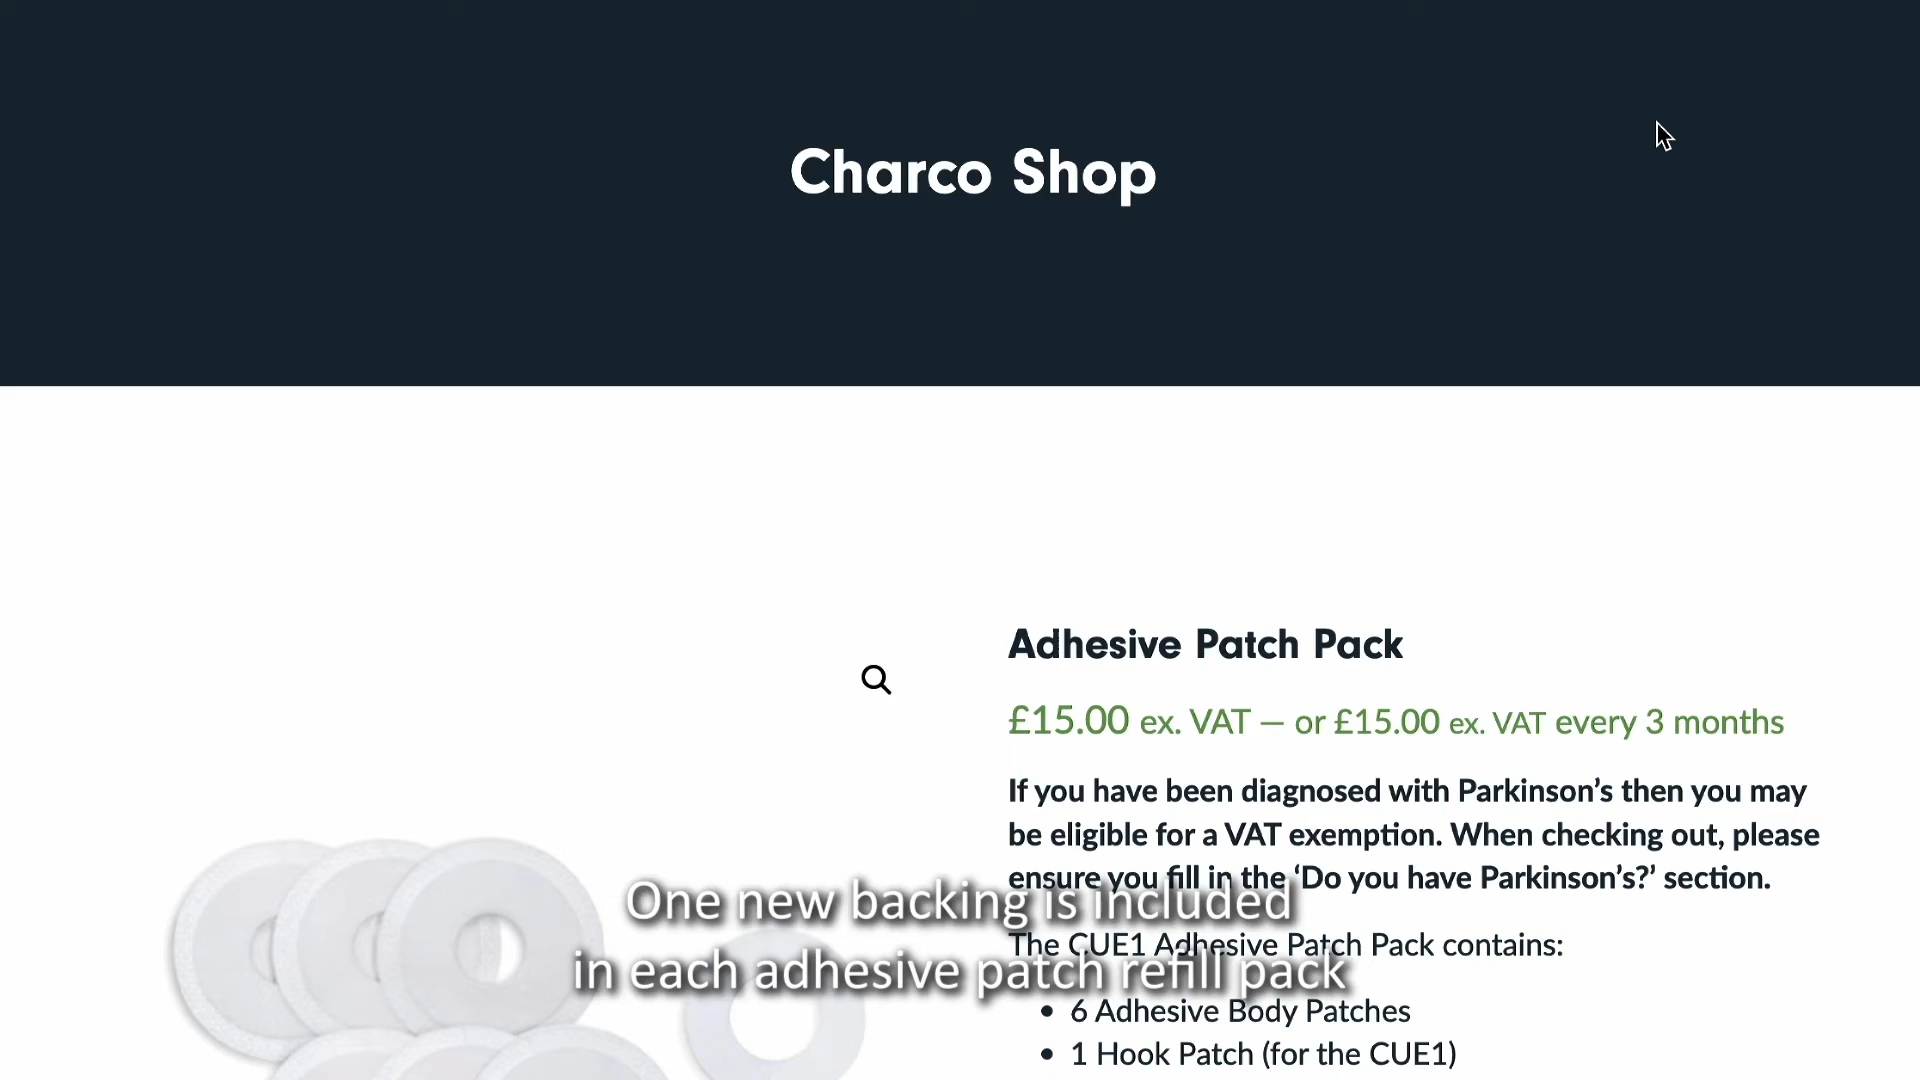 Charco Shop
Adhesive Patch Pack
£15.00 ex. VAT — or £15.00 ex. VAT every 3 months
If you have been diagnosed with Parkinson’s then you may
be eligible for a VAT exemption. When checking out, please
ensure you fill in the ‘Do you have Parkinson’s?’ section.
The CUE1 Adhesive Patch Pack contains:
• 6 Adhesive Body Patches
• 1 Hook Patch (for the CUE1)
One new backing is included
in each adhesive patch refill pack